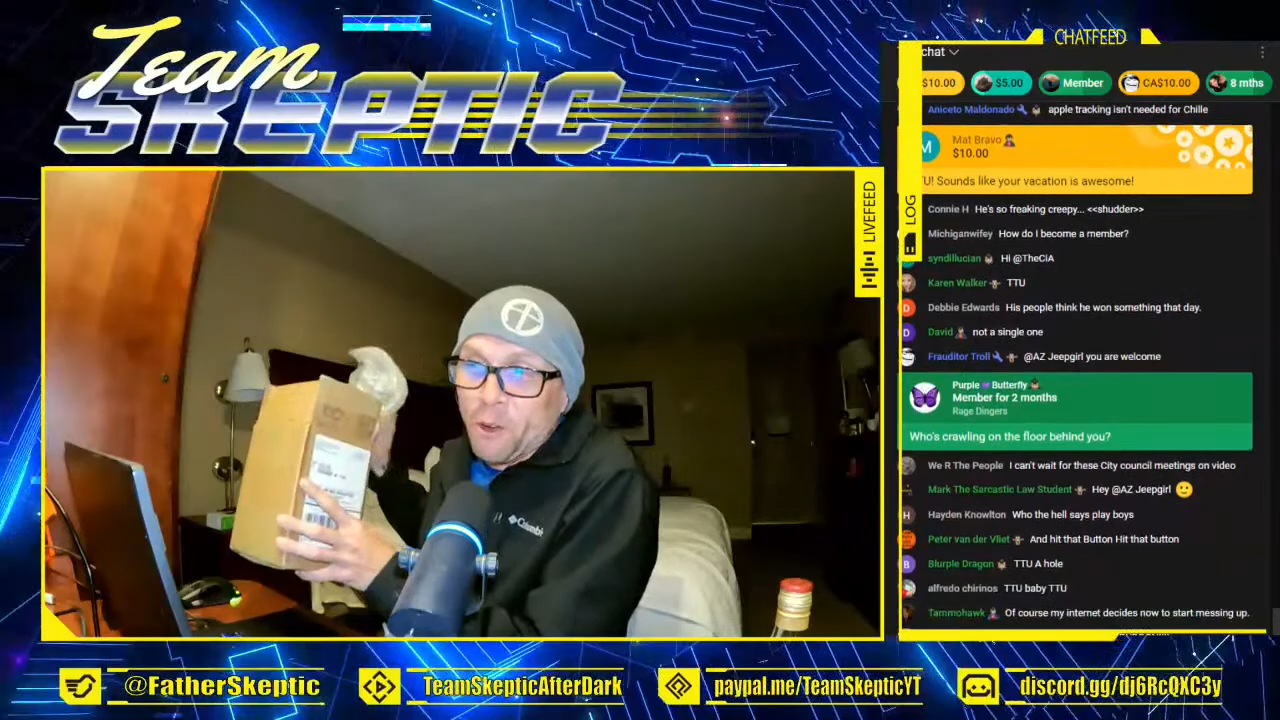 Team
SKEPTIC
CHATFEED
chat
$10.00
$5.00
Member
CA$10.00
8 mths
LIVEFEED
LOG
Aniceto Maldonado apple tracking isn't needed for Chille
M
Mat Bravo
$10.00
TU! Sounds like your vacation is awesome!
Connie H He's so freaking creepy... <<shudder>>
Michiganwifey How do I become a member?
syndillucian Hi @TheCiA
Karen Walker TTU
D Debbie Edwards His people think he won something that day.
D David not a single one
Frauditor Troll @AZ Jeepgirl you are welcome
Purple Butterfly
Member for 2 months
Rage Dingers
Who's crawling on the floor behind you?
We R The People I can't wait for these City council meetings on video
Mark The Sarcastic Law Student Hey @AZ Jeepgirl
H Hayden Knowlton Who the hell says play boys
Peter van der Vliet And hit that Button Hit that button
B Blurple Dragon TTU A hole
alfredo chirinos TTU baby TTU
Tammohawk Of course my internet decides now to start messing up.
Columbia
@FatherSkeptic
TeamSkepticAfterDark
paypal.me/TeamSkepticYT
discord.gg/dj6RcQXC3v